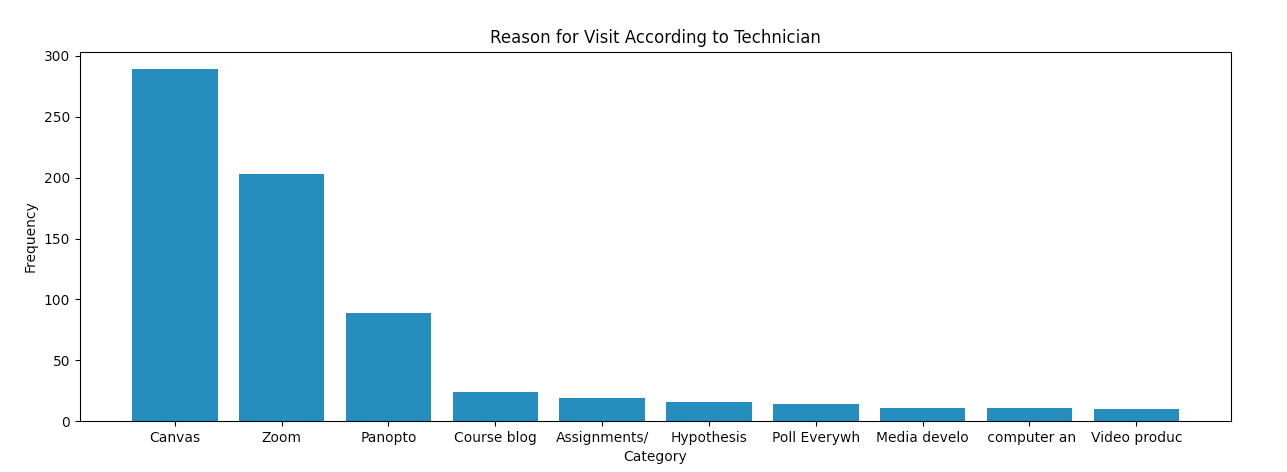 Reason for Visit According to Technician
300
250
200
150
100
50
0
Frequency
Canvas Zoom Panopto Course blog Assignments/ Hypothesis Poll Everywh Media develo computer an Video produc
Category